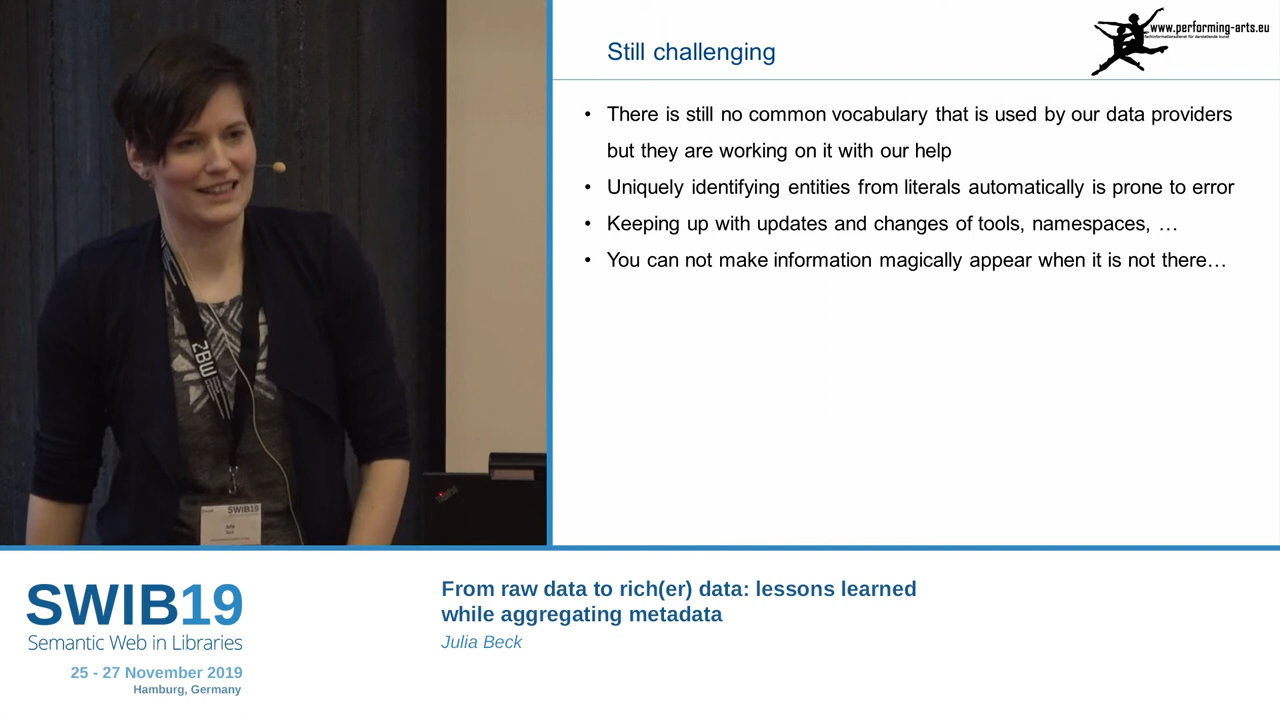 Still challenging
www.performing-arts.eu
• There is still no common vocabulary that is used by our data providers
but they are working on it with our help
• Uniquely identifying entities from literals automatically is prone to error
• Keeping up with updates and changes of tools, namespaces, …
• You can not make information magically appear when it is not there…
ZBW
SWIB19
SWIB19
Semantic Web in Libraries
25 - 27 November 2019
Hamburg, Germany
From raw data to rich(er) data: lessons learned
while aggregating metadata
Julia Beck